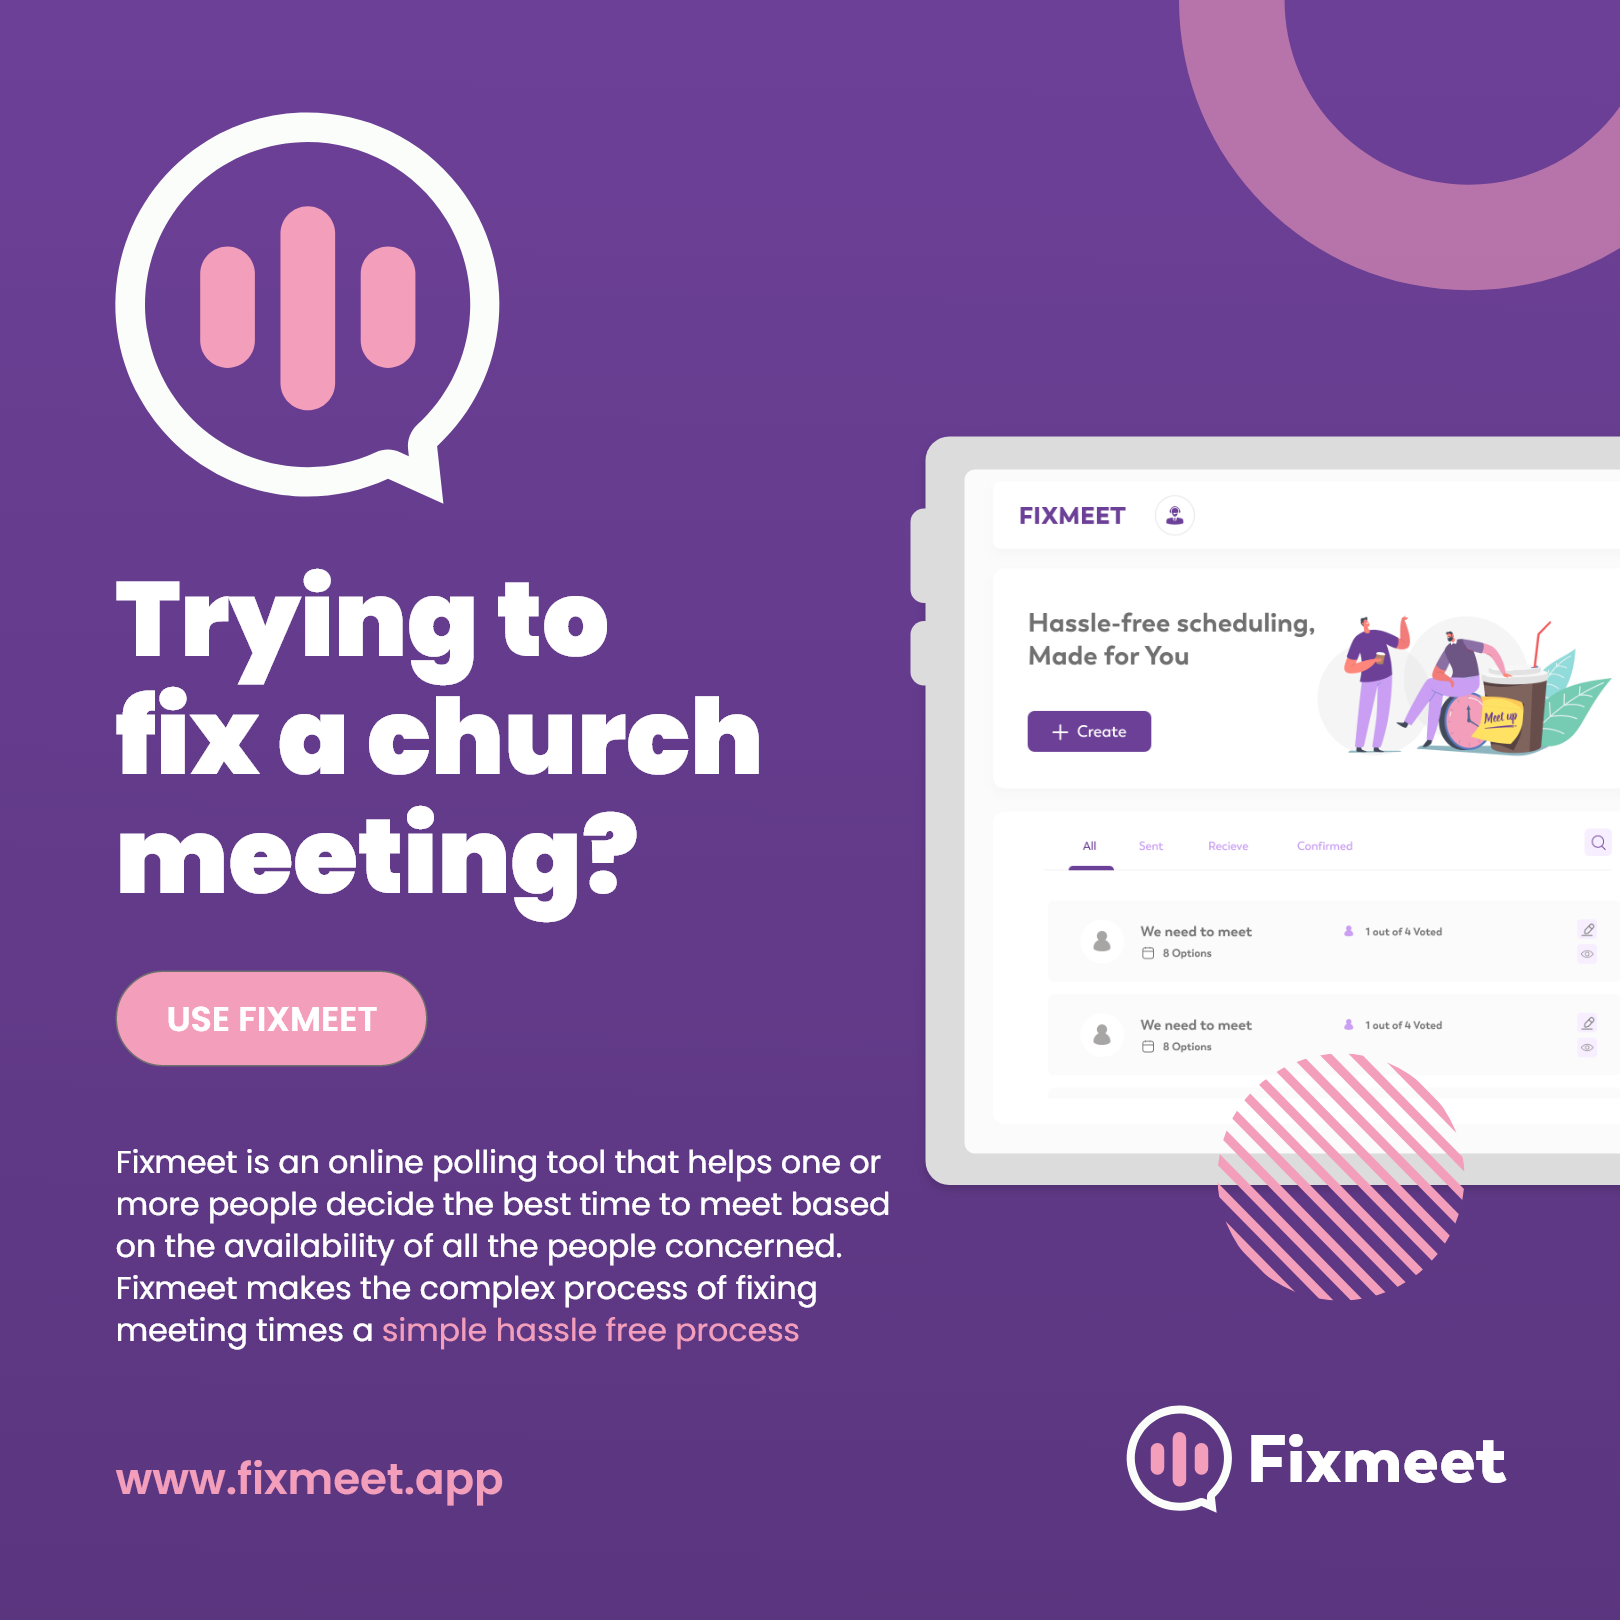 Trying to
fix a church
meeting?
USE FIXMEET
Fixmeet is an online polling tool that helps one or
more people decide the best time to meet based
on the availability of all the people concerned.
Fixmeet makes the complex process of fixing
meeting times a simple hassle free process
www.fixmeet.app
FIXMEET
Hassle-free scheduling,
Made for You
+ Create
Meet up
All Sent Recieve Confirmed
We need to meet 1 out of 4 Voted
8 Options
We need to meet 1 out of 4 Voted
8 Options
Fixmeet